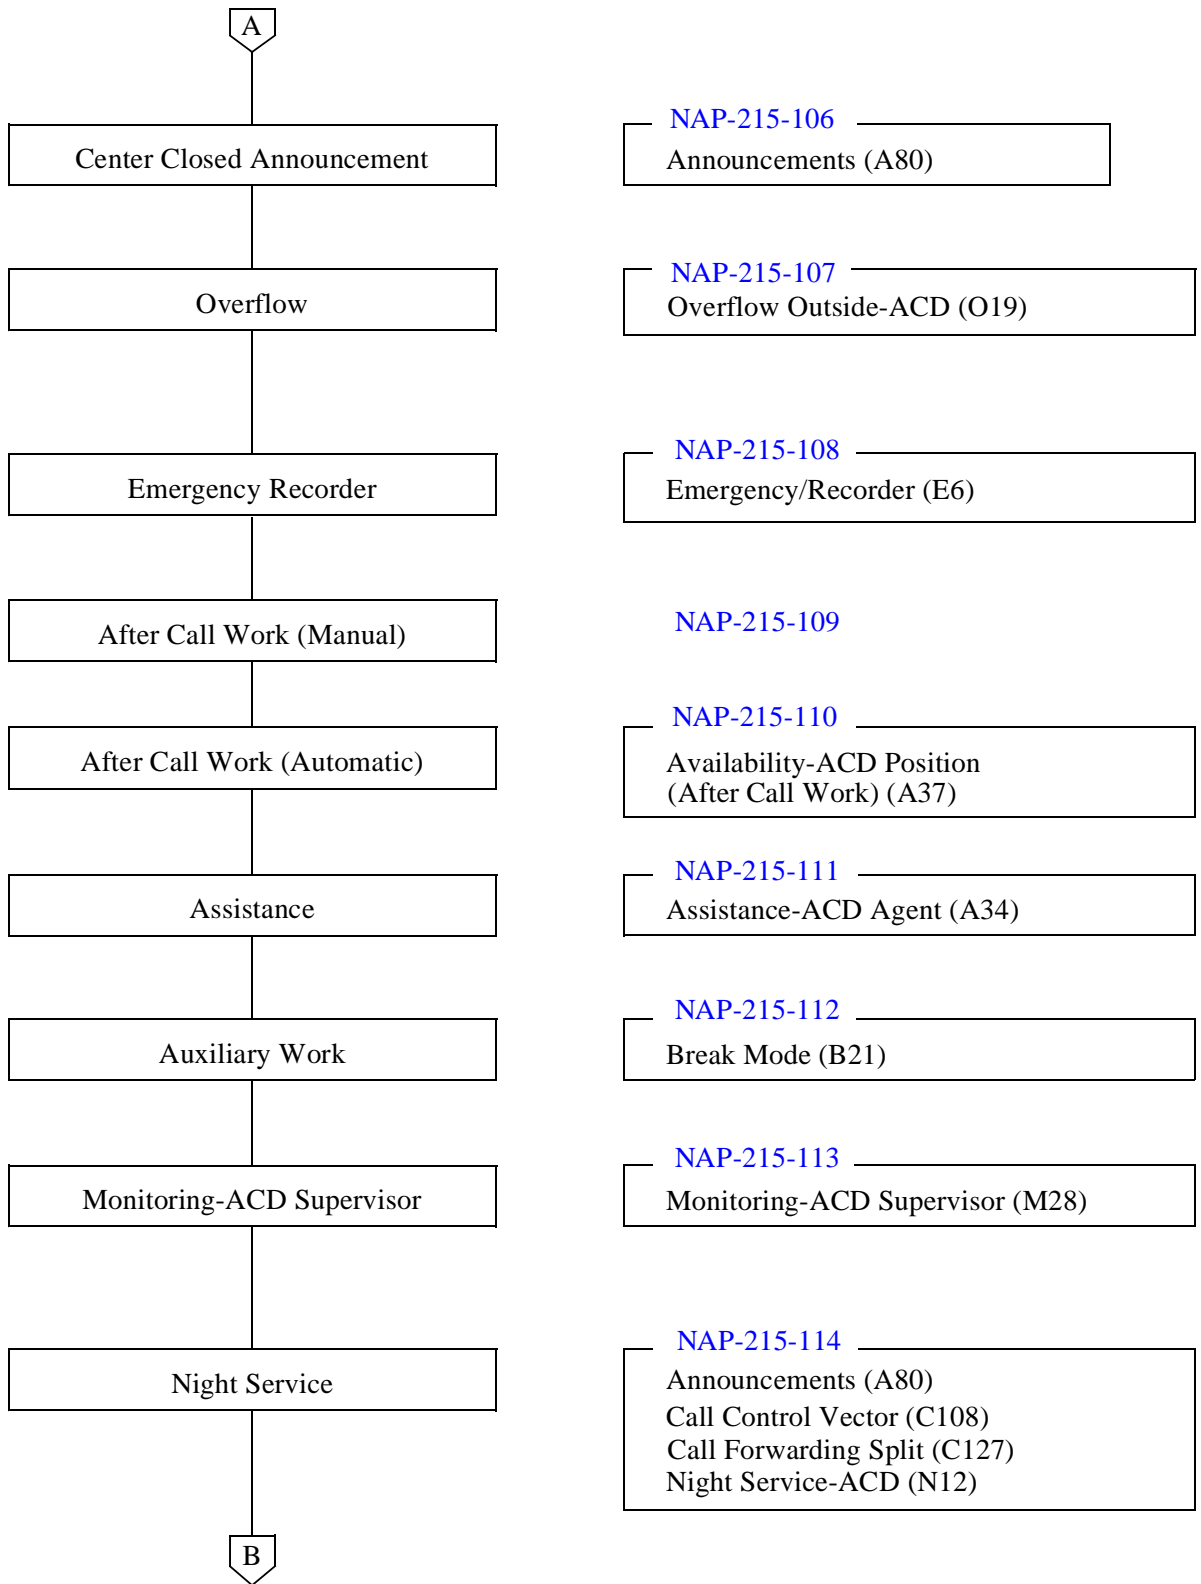 A
Center Closed Announcement
NAP-215-106
Announcements (A80)
Overflow
NAP-215-107
Overflow Outside-ACD (O19)
Emergency Recorder
NAP-215-108
Emergency/Recorder (E6)
After Call Work (Manual)
NAP-215-109
After Call Work (Automatic)
NAP-215-110
Availability-ACD Position
(After Call Work) (A37)
Assistance
NAP-215-111
Assistance-ACD Agent (A34)
Auxiliary Work
NAP-215-112
Break Mode (B21)
Monitoring-ACD Supervisor
NAP-215-113
Monitoring-ACD Supervisor (M28)
Night Service
NAP-215-114
Announcements (A80)
Call Control Vector (C108)
Call Forwarding Split (C127)
Night Service-ACD (N12)
B